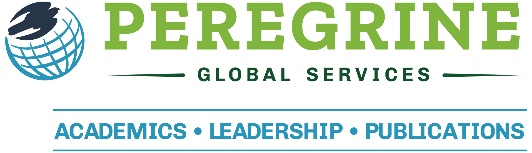 PEREGRINE
GLOBAL SERVICES
ACADEMICS • LEADERSHIP • PUBLICATIONS